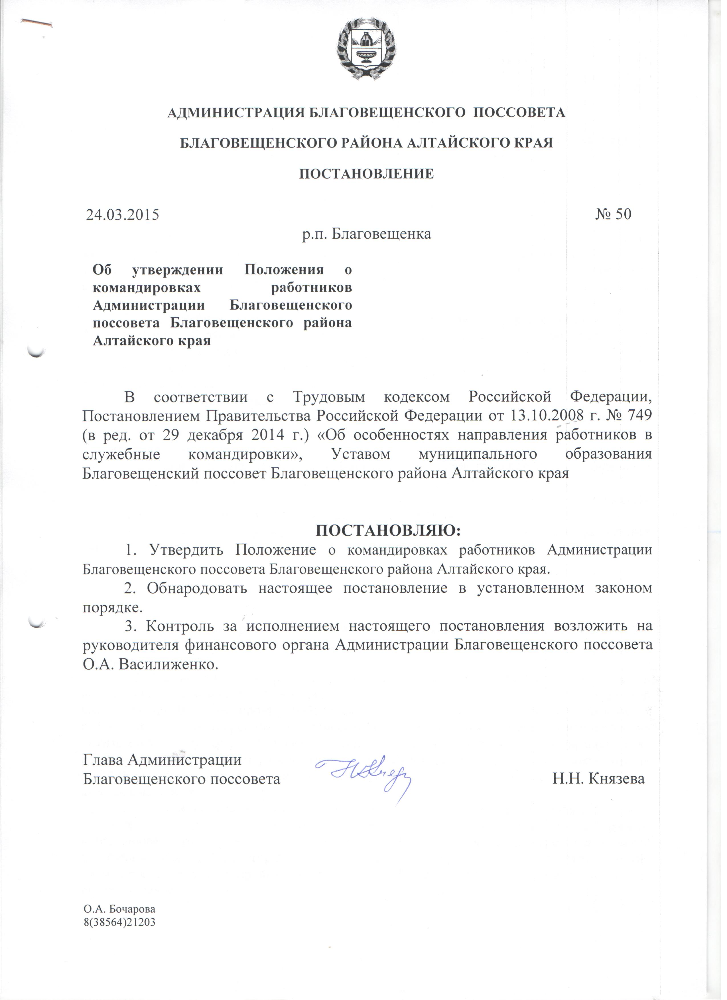 АДМИНИСТРАЦИЯ БЛАГОВЕЩЕНСКОГО ПОССОВЕТА
БЛАГОВЕЩЕНСКОГО РАЙОНА АЛТАЙСКОГО КРАЯ
ПОСТАНОВЛЕНИЕ
24.03.2015 № 50
р.п. Благовещенка
Об утверждении Положения о
командировках работников
Администрации Благовещенского
поссовета Благовещенского района
Алтайского края
В соответствии с Трудовым кодексом Российской Федерации,
Постановлением Правительства Российской Федерации от 13.10.2008 г. № 749
(в ред. от 29 декабря 2014 г.) «Об особенностях направления работников в
служебные командировки», Уставом муниципального образования
Благовещенский поссовет Благовещенского района Алтайского края
ПОСТАНОВЛЯЮ:
1. Утвердить Положение о командировках работников Администрации
Благовещенского поссовета Благовещенского района Алтайского края.
2. Обнародовать настоящее постановление в установленном законом
порядке.
3. Контроль за исполнением настоящего постановления возложить на
руководителя финансового органа Администрации Благовещенского поссовета
О.А. Василиженко.
Глава Администрации
Благовещенского поссовета Н.Н. Князева
О.А. Бочарова
8(38564)21203